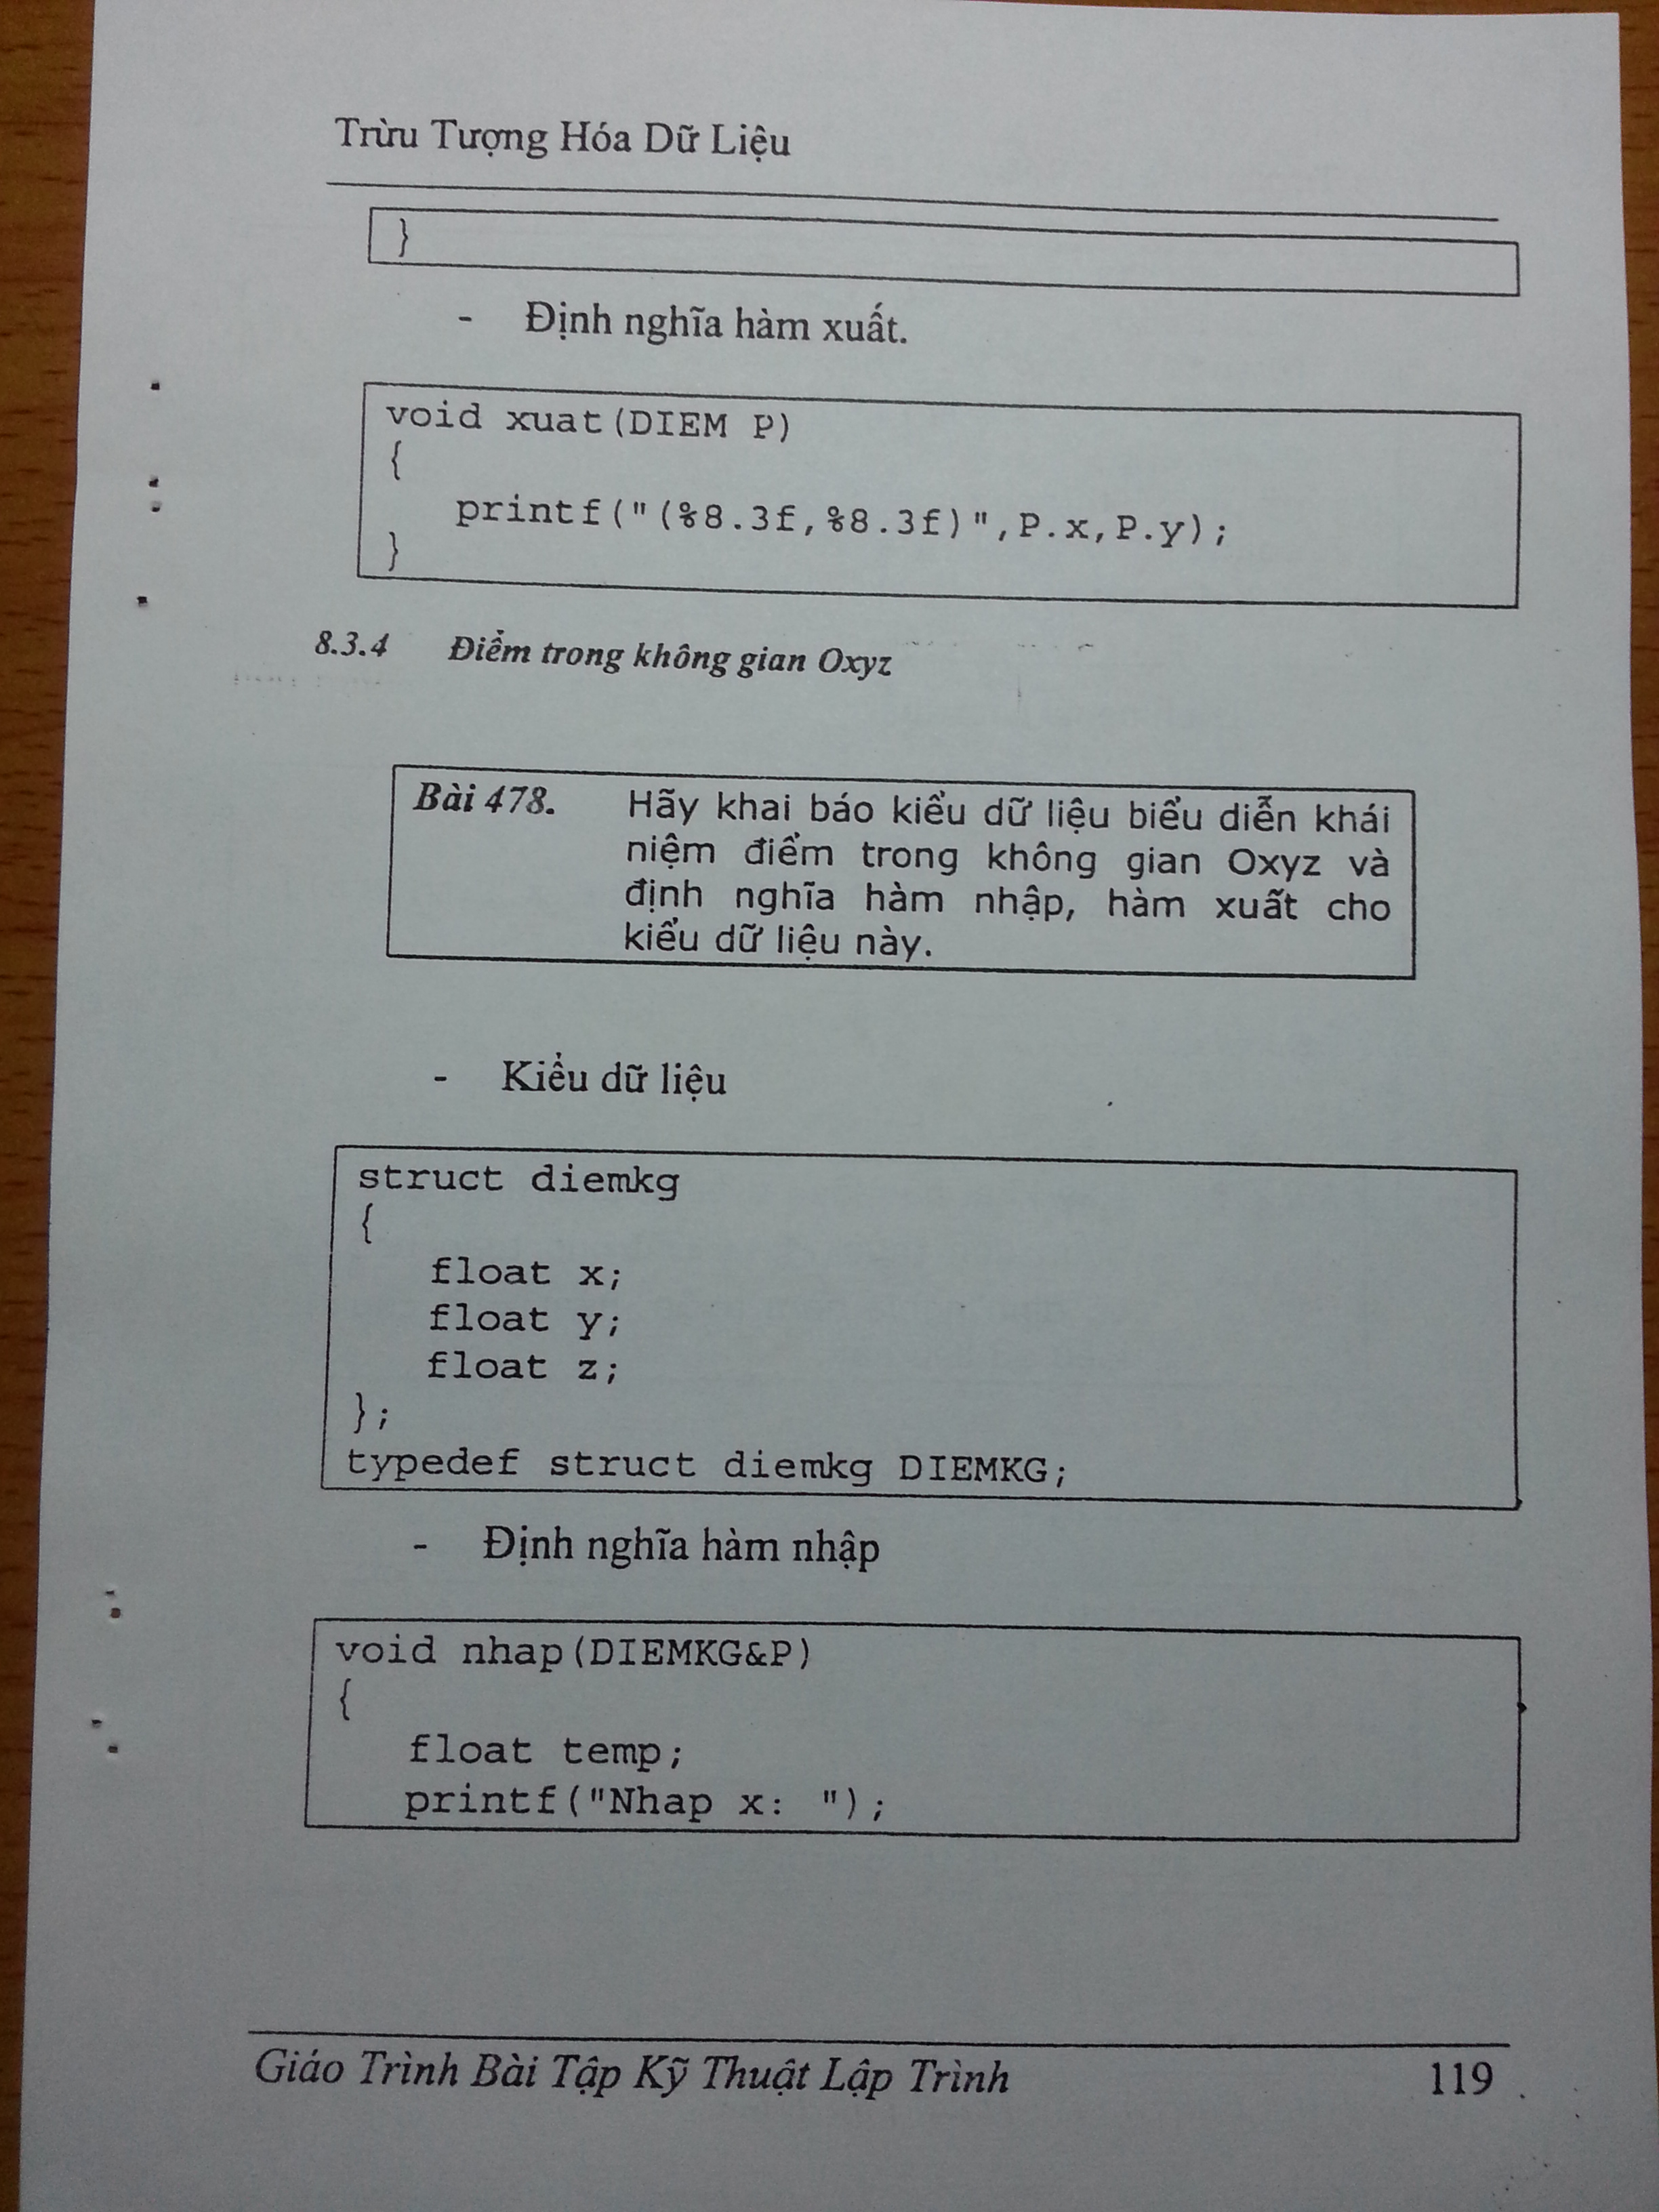 Trừu Tượng Hóa Dữ Liệu
}
- Định nghĩa hàm xuất.
void xuat(DIEM P)
{
printf("(%8.3f,%8.3f)",P.x,P.y);
}
8.3.4 Điểm trong không gian Oxyz
Bài 478. Hãy khai báo kiểu dữ liệu biểu diễn khái
niệm điểm trong không gian Oxyz và
định nghĩa hàm nhập, hàm xuất cho
kiểu dữ liệu này.
- Kiểu dữ liệu
struct diemkg
{
float x;
float y;
float z;
};
typedef struct diemkg DIEMKG;
- Định nghĩa hàm nhập
void nhap(DIEMKG&P)
{
float temp;
printf("Nhap x: ");
Giáo Trình Bài Tập Kỹ Thuật Lập Trình 119